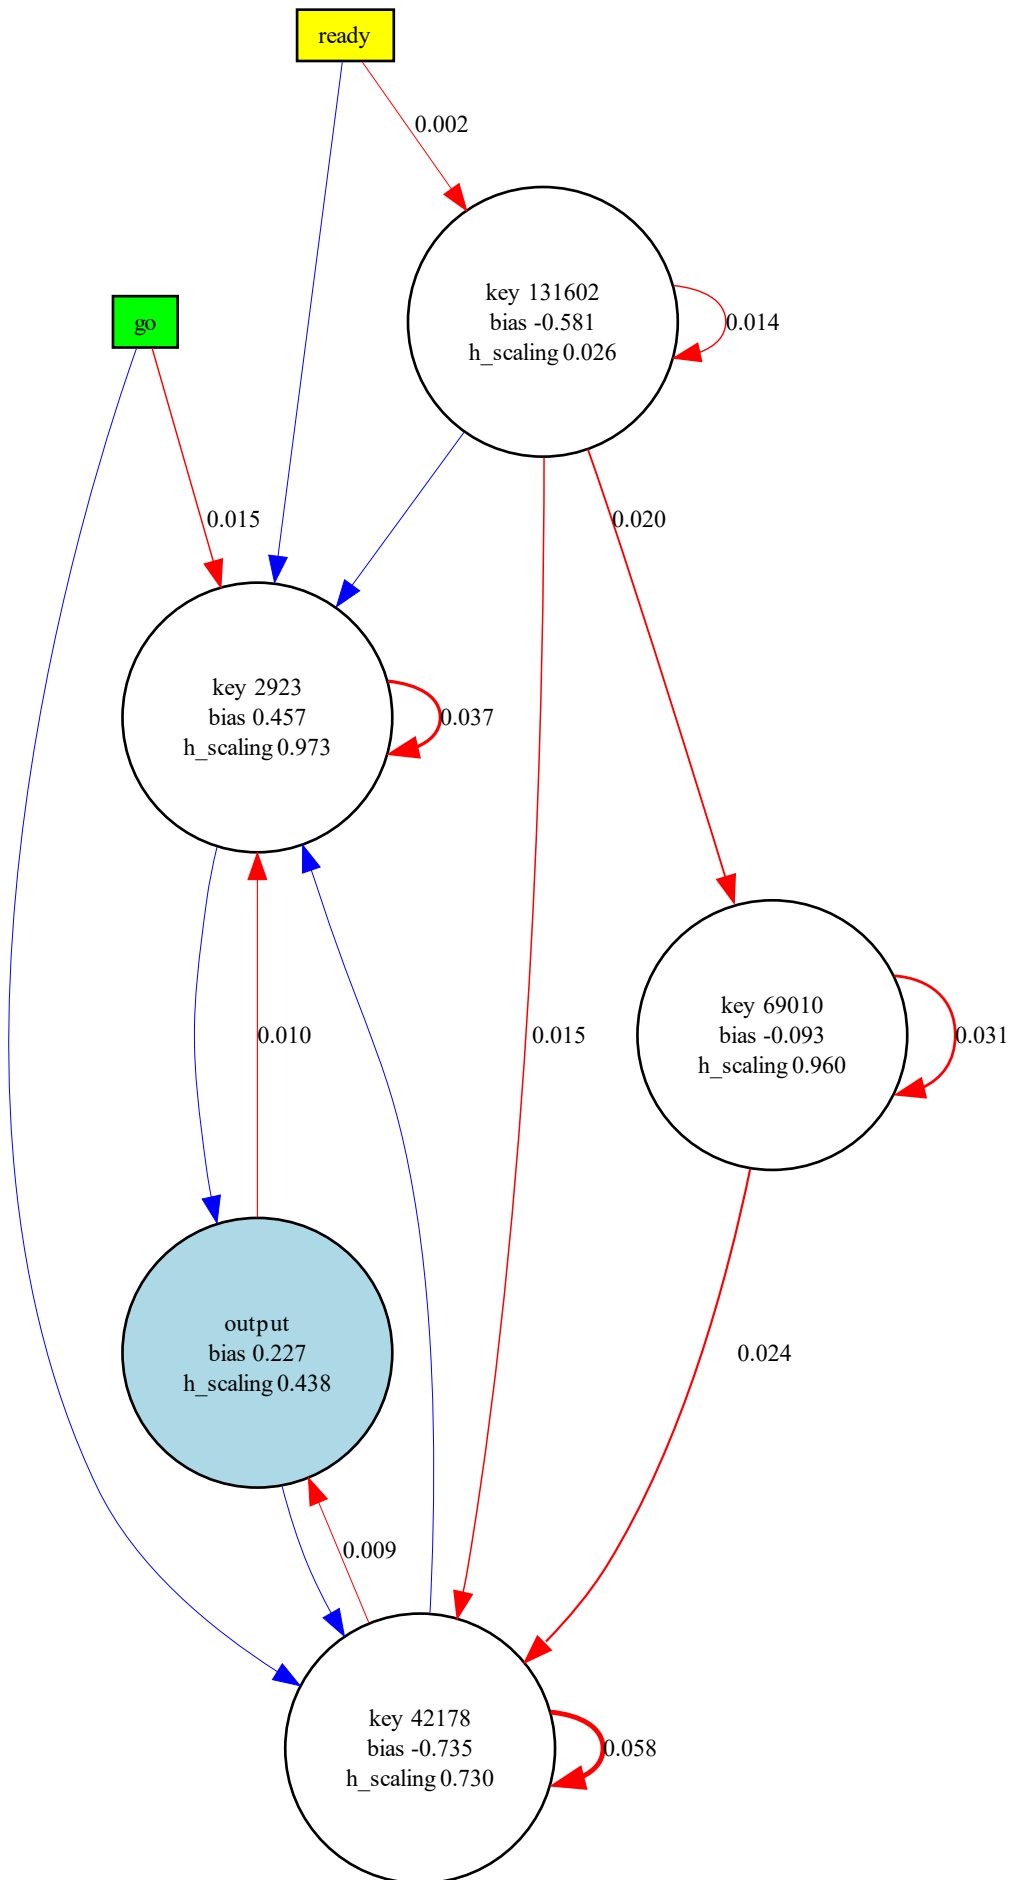 ready
0.002
key 131602
bias -0.581
h_scaling 0.026
0.014
go
0.015
0.020
key 2923
bias 0.457
h_scaling 0.973
0.037
key 69010
bias -0.093
h_scaling 0.960
0.031
0.010
0.015
output
bias 0.227
h_scaling 0.438
0.024
0.009
key 42178
bias -0.735
h_scaling 0.730
0.058